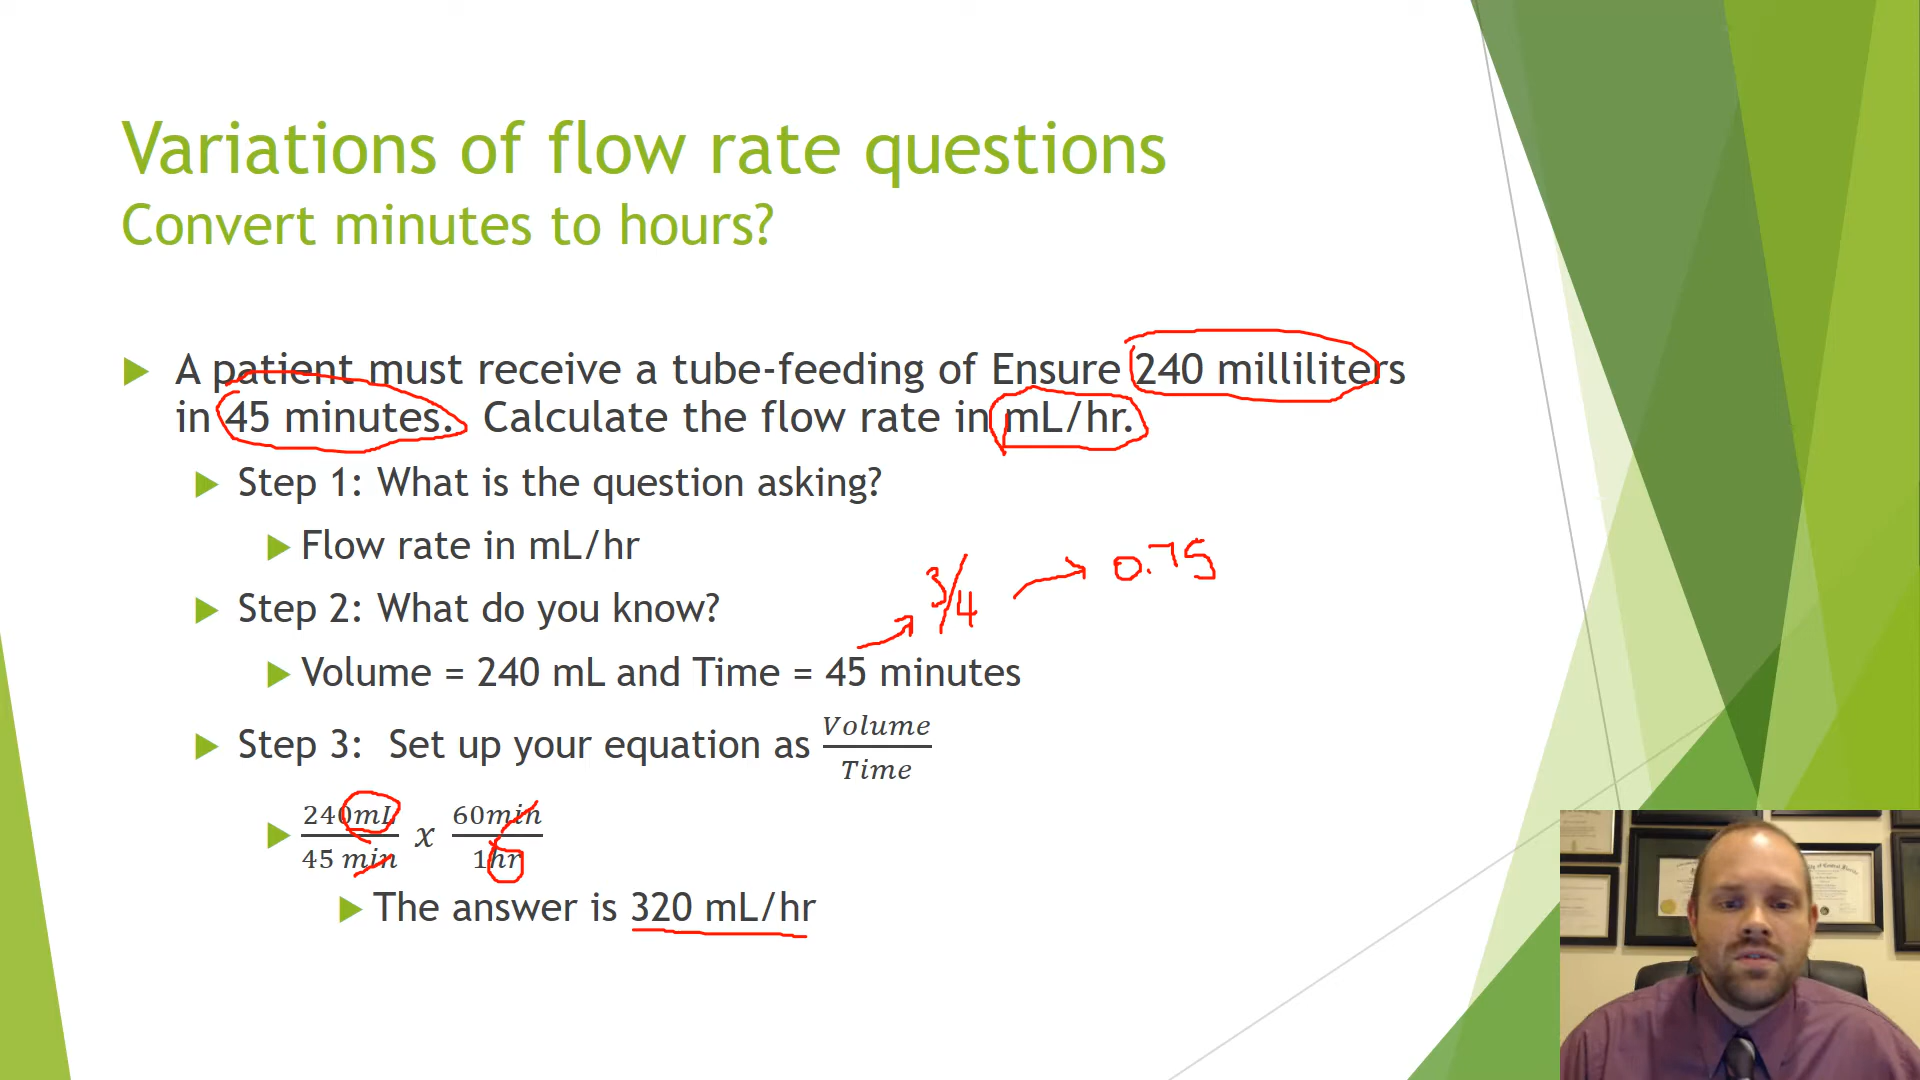 Variations of flow rate questions
Convert minutes to hours?
A patient must receive a tube-feeding of Ensure 240 milliliters
in 45 minutes. Calculate the flow rate in mL/hr.
Step 1: What is the question asking?
Flow rate in mL/hr
3/4 0.75
Step 2: What do you know?
Volume = 240 mL and Time = 45 minutes
Step 3: Set up your equation as Volume/Time
240mL/45 min x 60min/1hr
The answer is 320 mL/hr